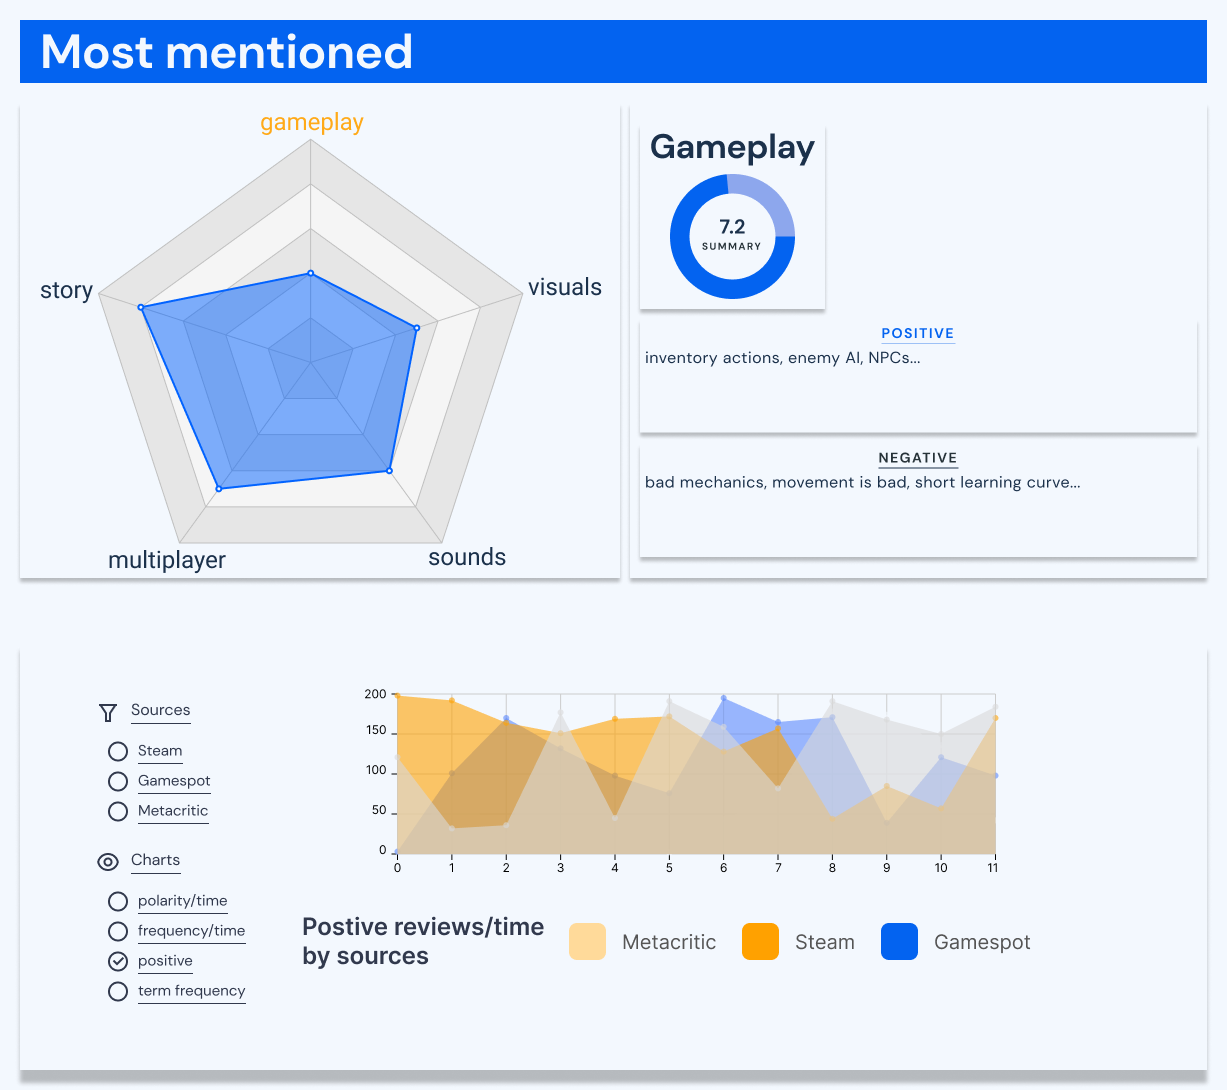 Most mentioned
gameplay
story
visuals
multiplayer
sounds
Gameplay
7.2
SUMMARY
POSITIVE
inventory actions, enemy AI, NPCs...
NEGATIVE
bad mechanics, movement is bad, short learning curve...
Sources
Steam
Gamespot
Metacritic
Charts
polarity/time
frequency/time
positive
term frequency
200
150
100
50
0
0 1 2 3 4 5 6 7 8 9 10 11
Postive reviews/time
by sources
Metacritic
Steam
Gamespot